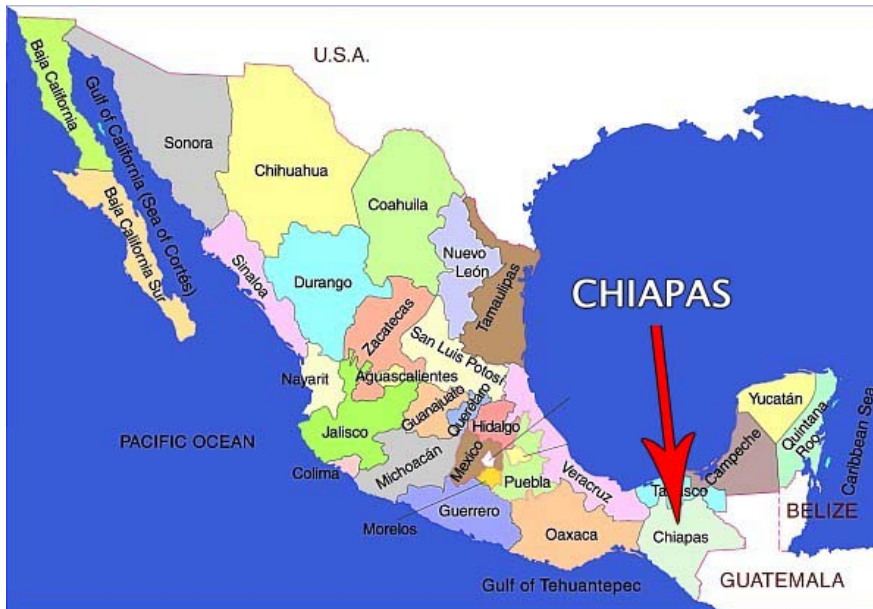 U.S.A.
Baja California
Gulf of California (Sea of Cortés)
Sonora
Chihuahua
Coahuila
Baja California Sur
Sinaloa
Durango
Nuevo
León
Tamaulipas
CHIAPAS
Zacatecas
San Luis Potosí
Nayarit
Aguascalientes
Guanajuato
Querétaro
Hidalgo
Yucatán
Quintana
Roo
Caribbean Sea
PACIFIC OCEAN
Jalisco
Colima
Michoacán
Mexico
Puebla
Veracruz
Tabasco
Campeche
Morelos
Guerrero
Oaxaca
Chiapas
BELIZE
Gulf of Tehuantepec
GUATEMALA